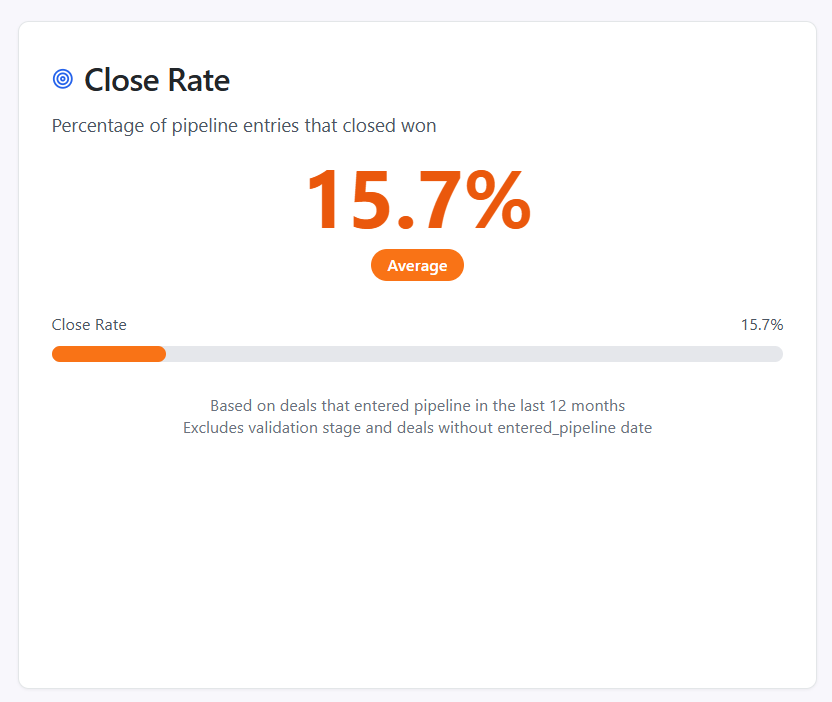 Close Rate
Percentage of pipeline entries that closed won
15.7%
Average
Close Rate 15.7%
Based on deals that entered pipeline in the last 12 months
Excludes validation stage and deals without entered_pipeline date